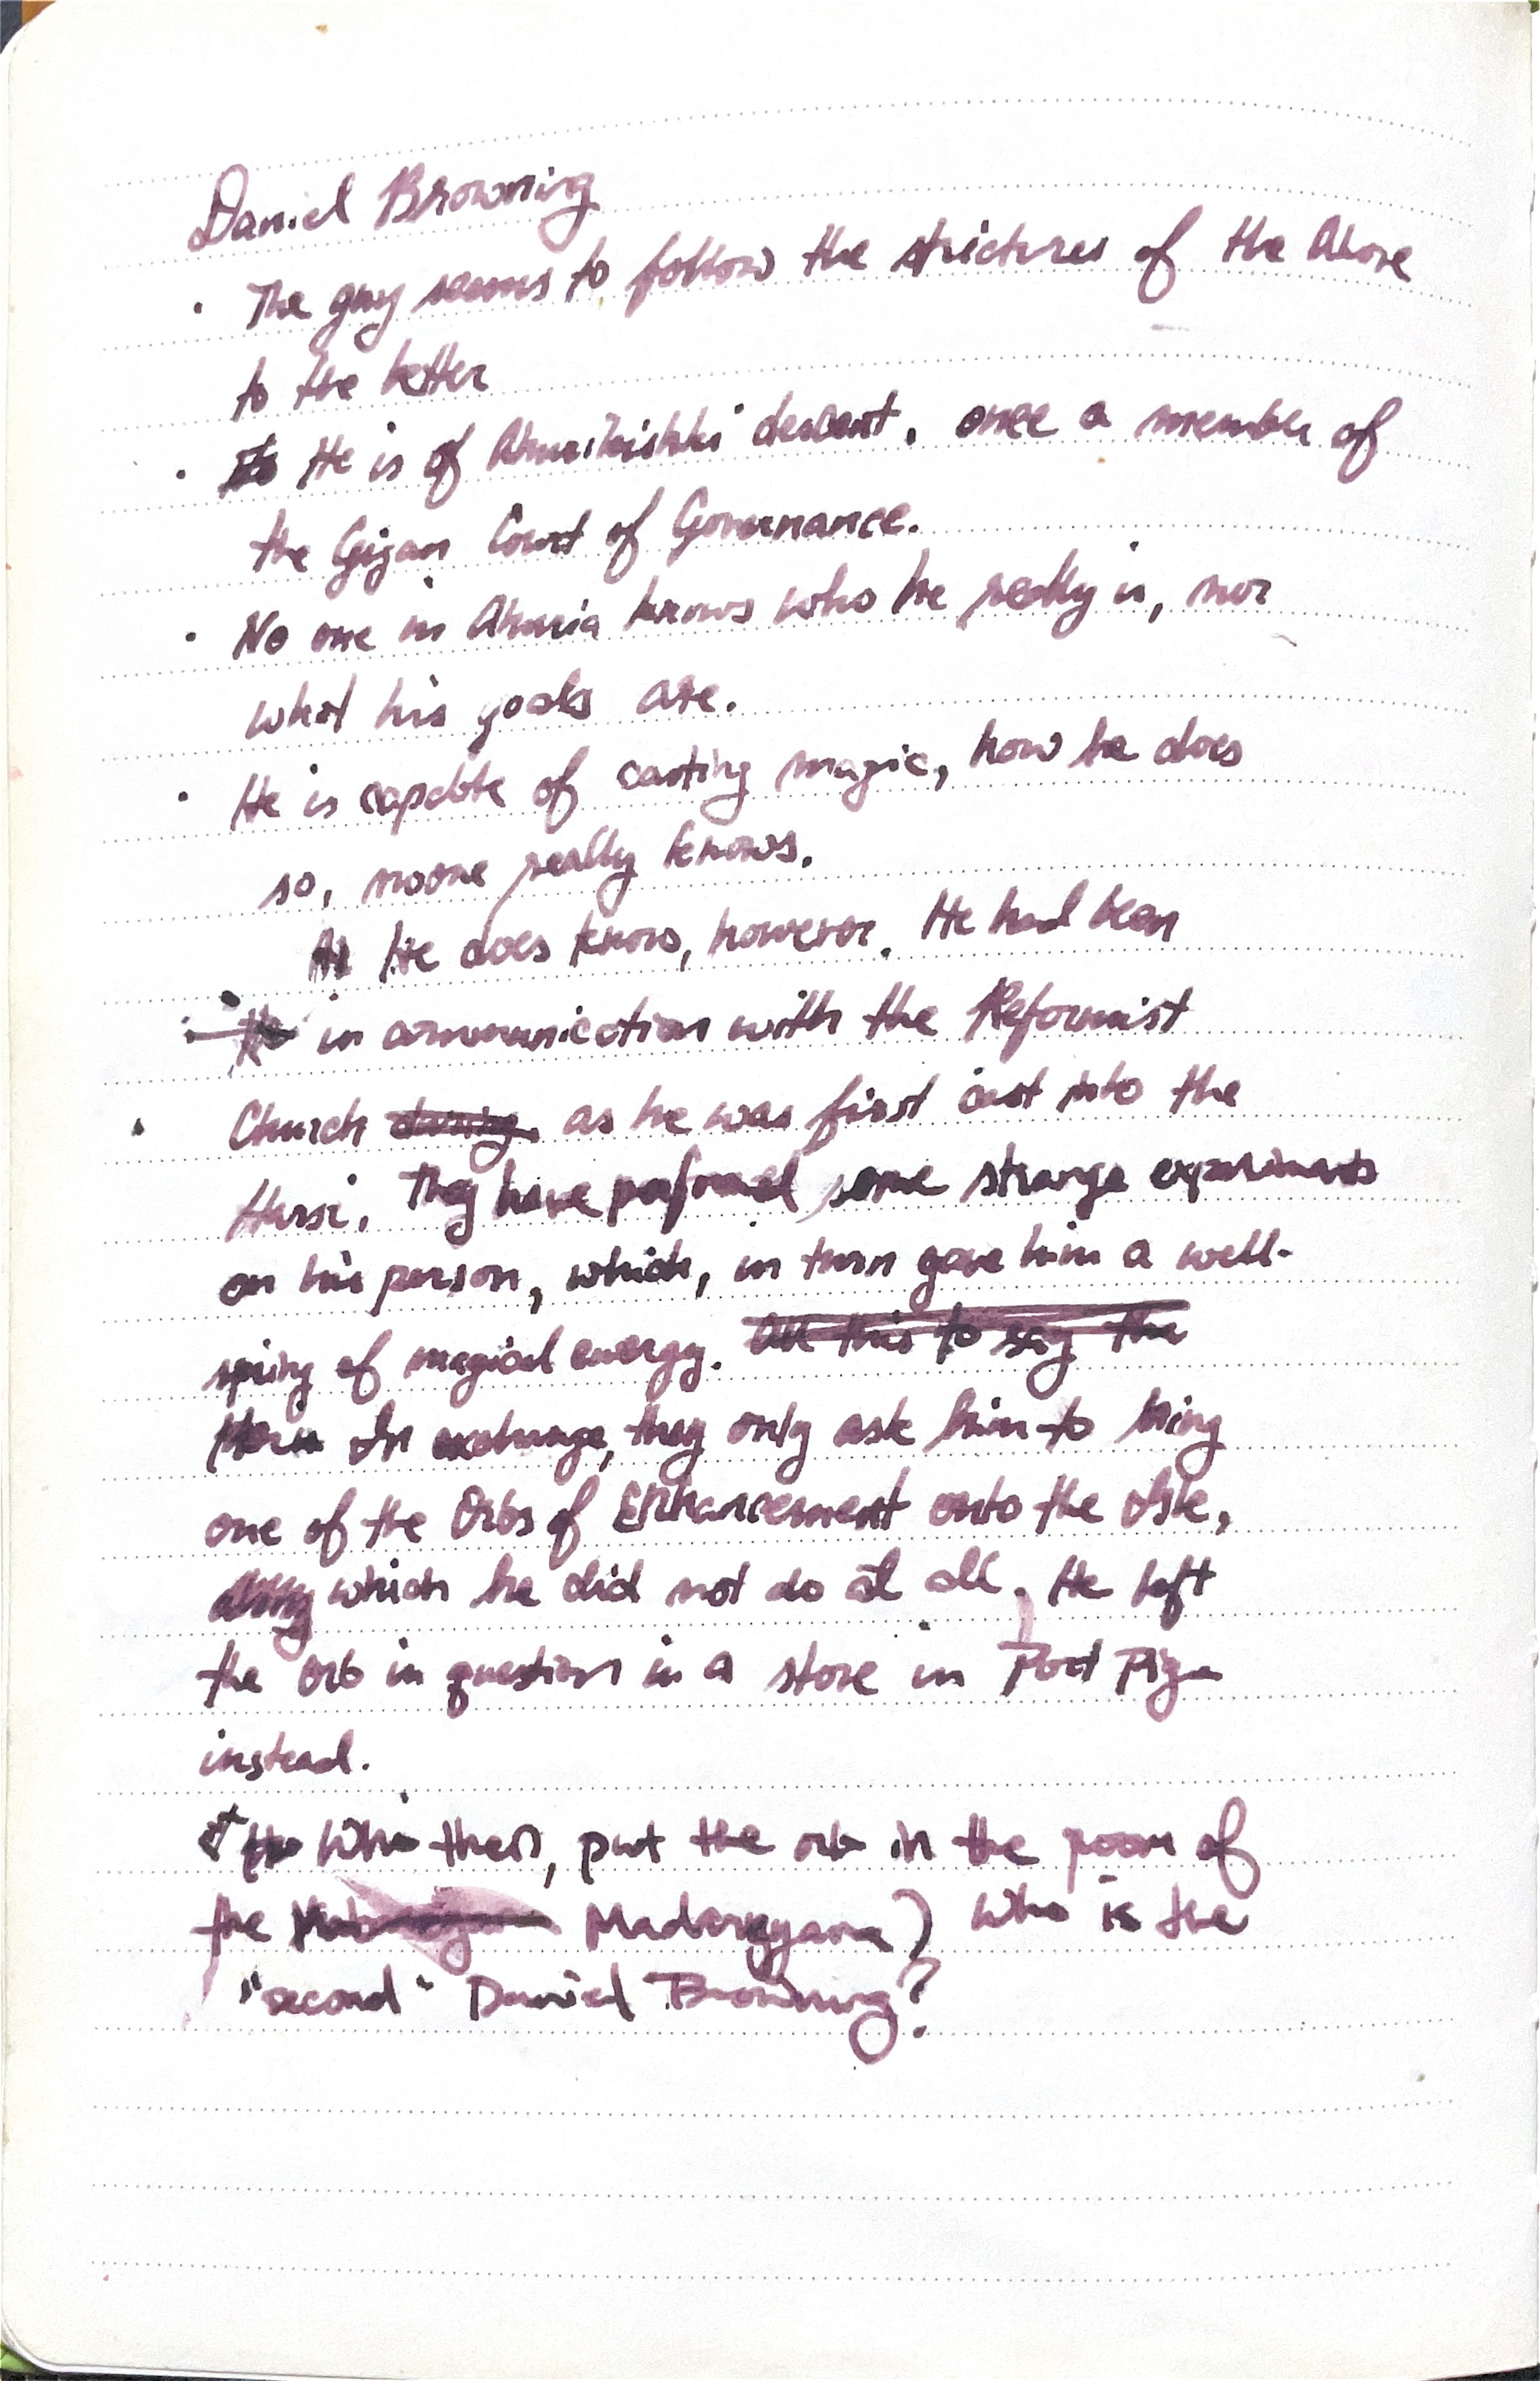 Daniel Browning
· The guy seems to follow the strictures of the Above
to the letter
· He is of descent, once a member of
the Gizan Court of Governance.
· No one in knows who he really is, nor
what his goals are.
· He is capable of casting magic, how he does
so, noone really knows.
He does know, however. He had been
in communication with the Reformist
· Church during as he was first cast into the
They have performed some strange experiments
on his person, which, in turn gave him a well-
spring of magical energy. All this to say the
In exchange, they only ask him to bring
one of the Orbs of Enhancement onto the
which he did not do at all. He left
the orb in question in a store in Port
instead.
Who then, put the orb in the room of
the Who is the
"second" Daniel Browning?